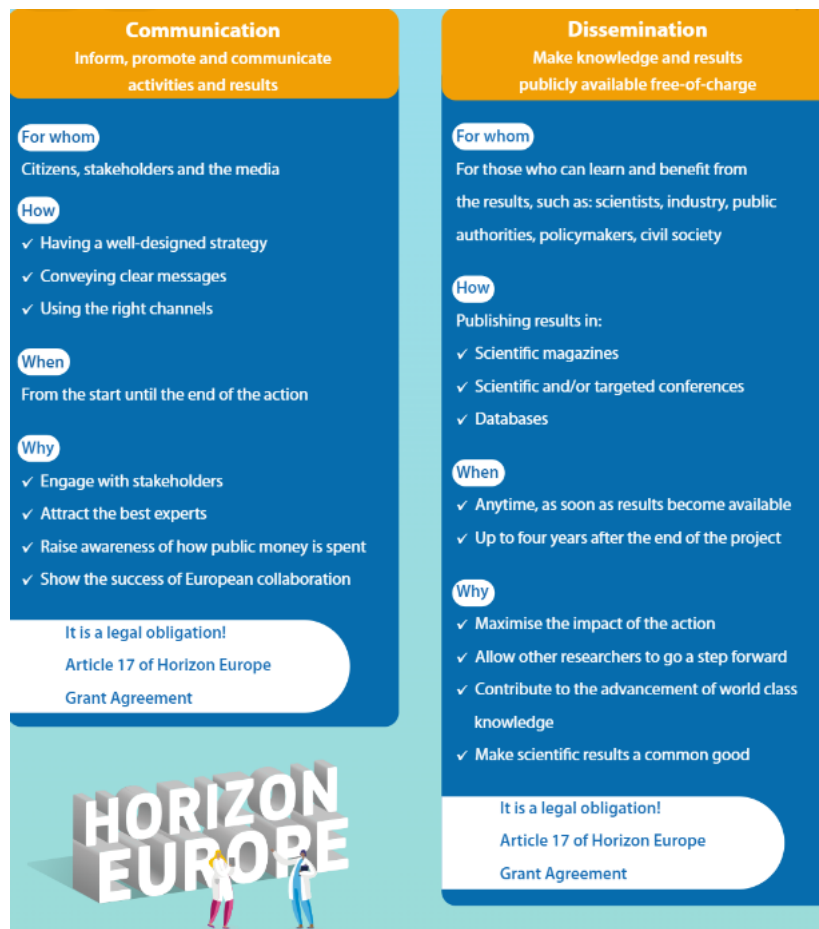 Communication
Inform, promote and communicate
activities and results
For whom
Citizens, stakeholders and the media
How
✓ Having a well-designed strategy
✓ Conveying clear messages
✓ Using the right channels
When
From the start until the end of the action
Why
✓ Engage with stakeholders
✓ Attract the best experts
✓ Raise awareness of how public money is spent
✓ Show the success of European collaboration
It is a legal obligation!
Article 17 of Horizon Europe
Grant Agreement
HORIZON
EUROPE
Dissemination
Make knowledge and results
publicly available free-of-charge
For whom
For those who can learn and benefit from
the results, such as: scientists, industry, public
authorities, policymakers, civil society
How
Publishing results in:
✓ Scientific magazines
✓ Scientific and/or targeted conferences
✓ Databases
When
✓ Anytime, as soon as results become available
✓ Up to four years after the end of the project
Why
✓ Maximise the impact of the action
✓ Allow other researchers to go a step forward
✓ Contribute to the advancement of world class
knowledge
✓ Make scientific results a common good
It is a legal obligation!
Article 17 of Horizon Europe
Grant Agreement